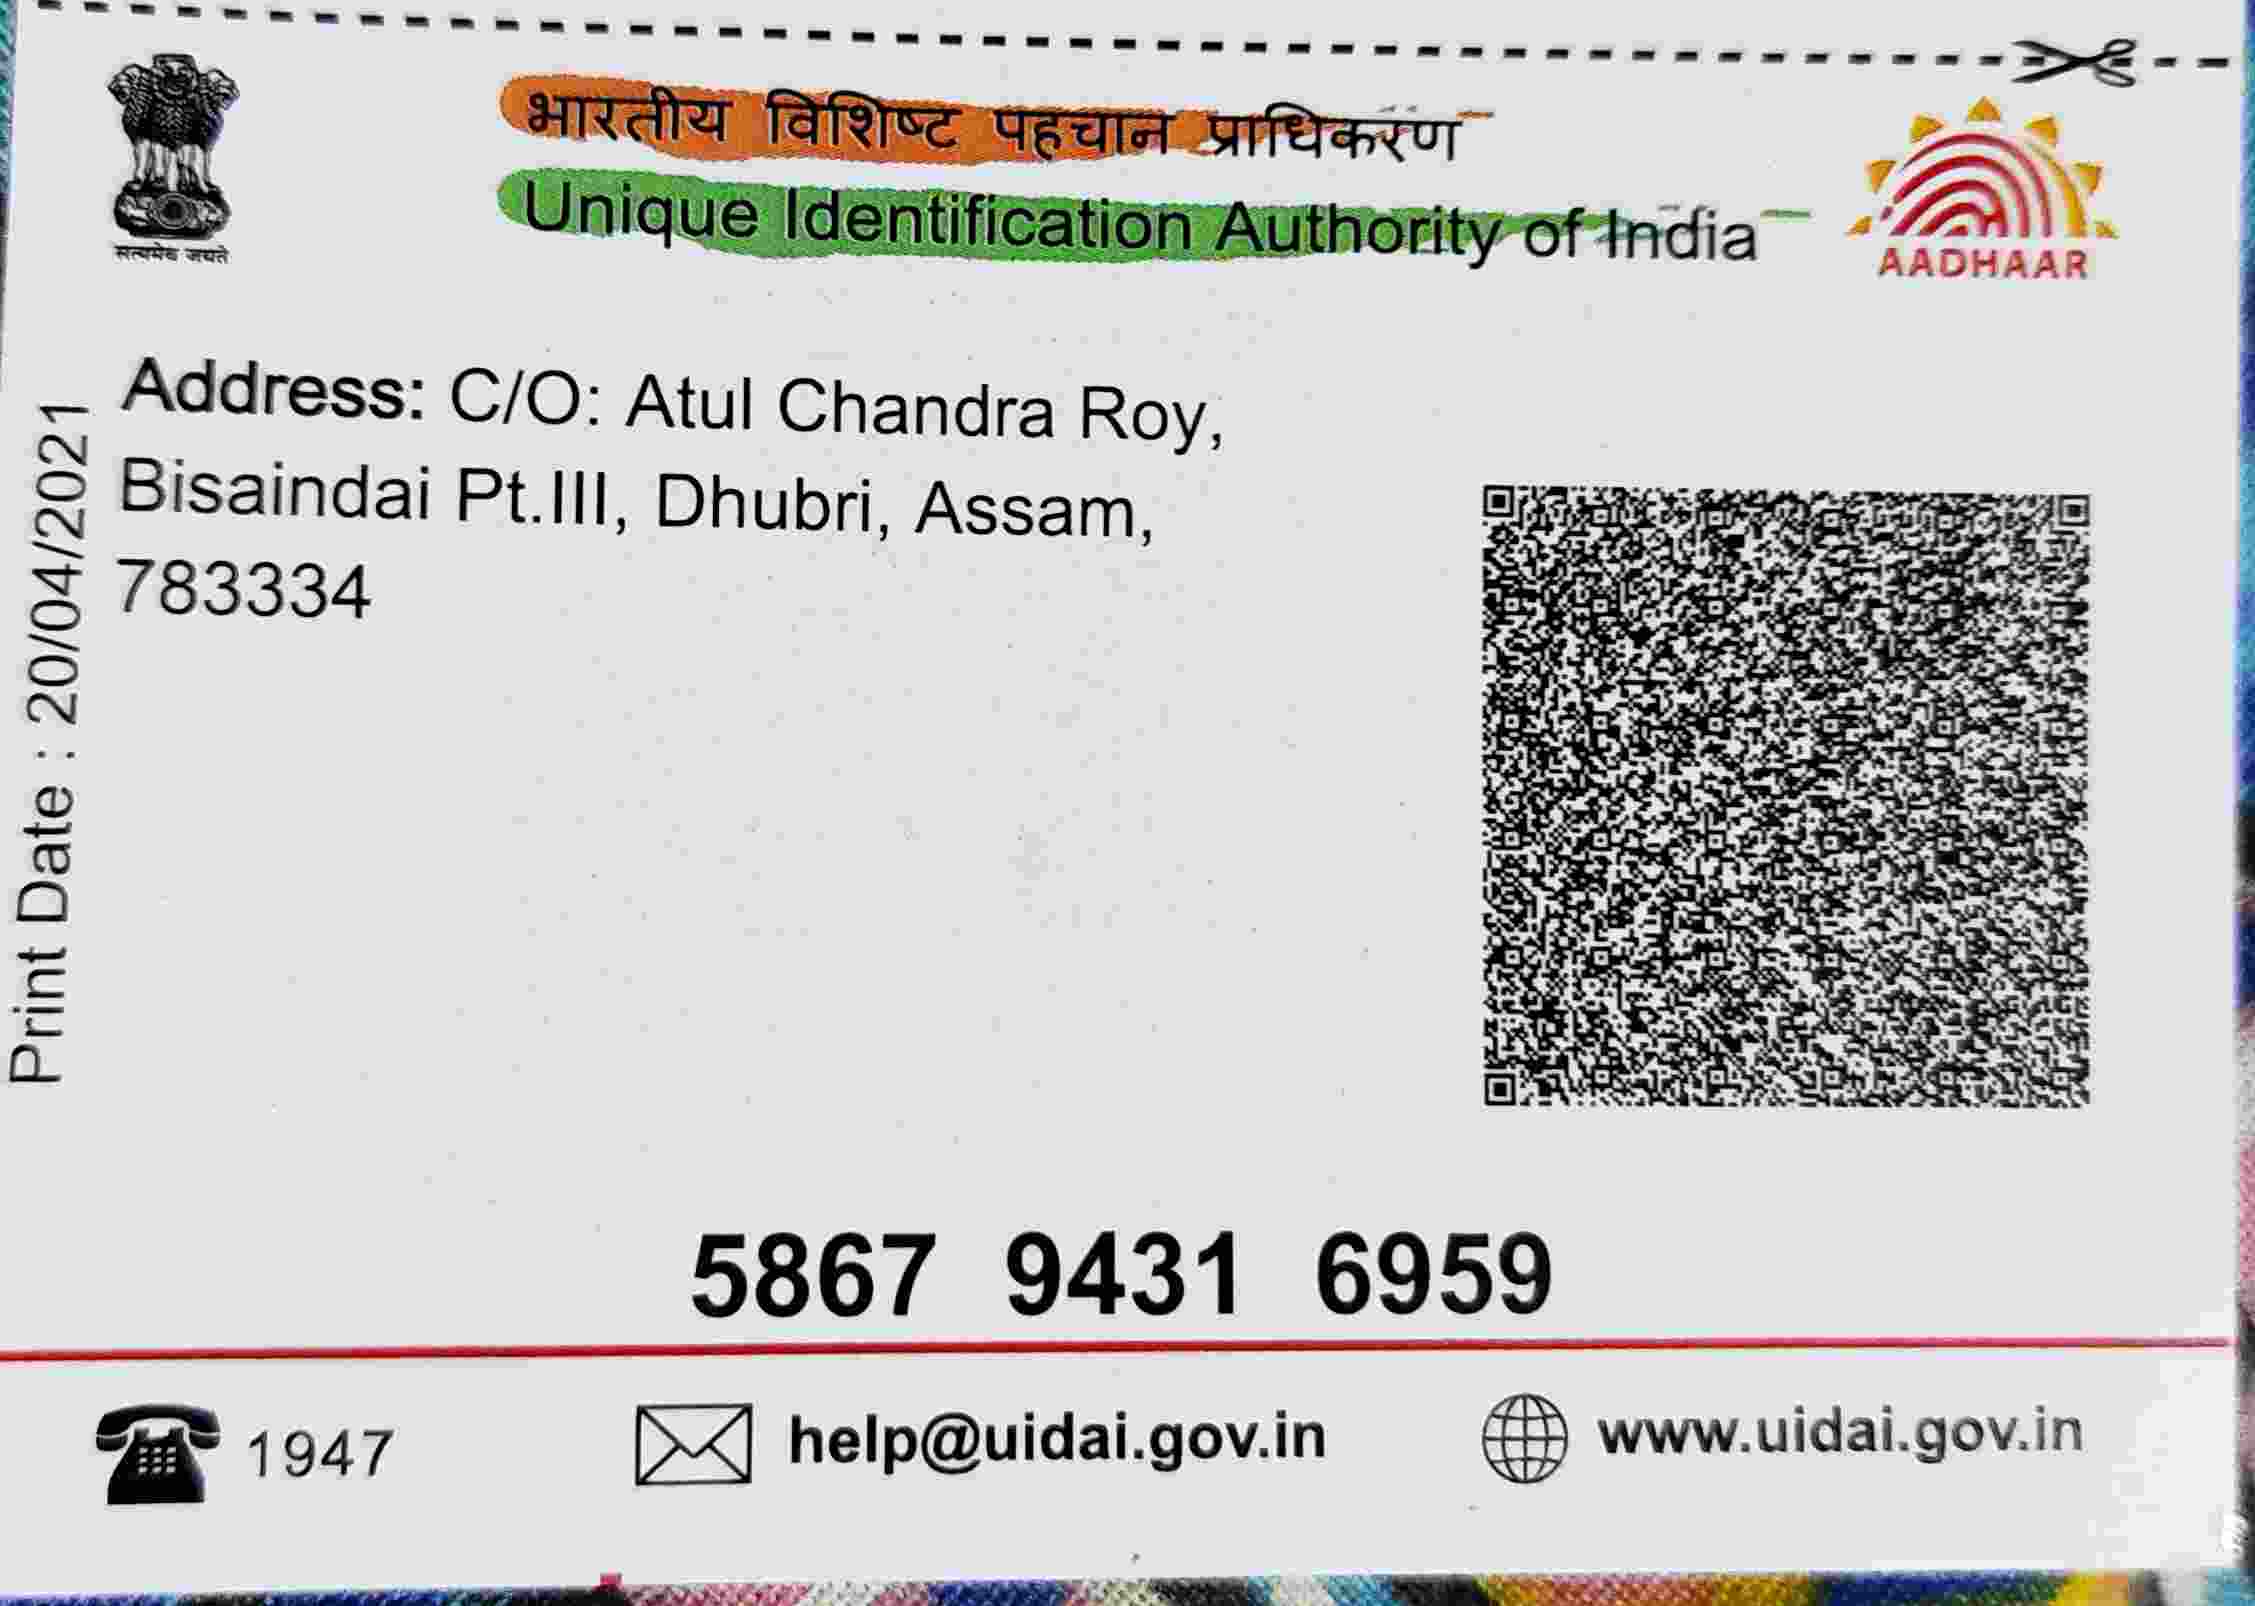 भारतीय विशिष्ट पहचान प्राधिकरण
Unique Identification Authority of India
सत्यमेव जयते
AADHAAR
Print Date : 20/04/2021
Address: C/O: Atul Chandra Roy,
Bisaindai Pt.III, Dhubri, Assam,
783334
5867 9431 6959
1947
help@uidai.gov.in
www.uidai.gov.in